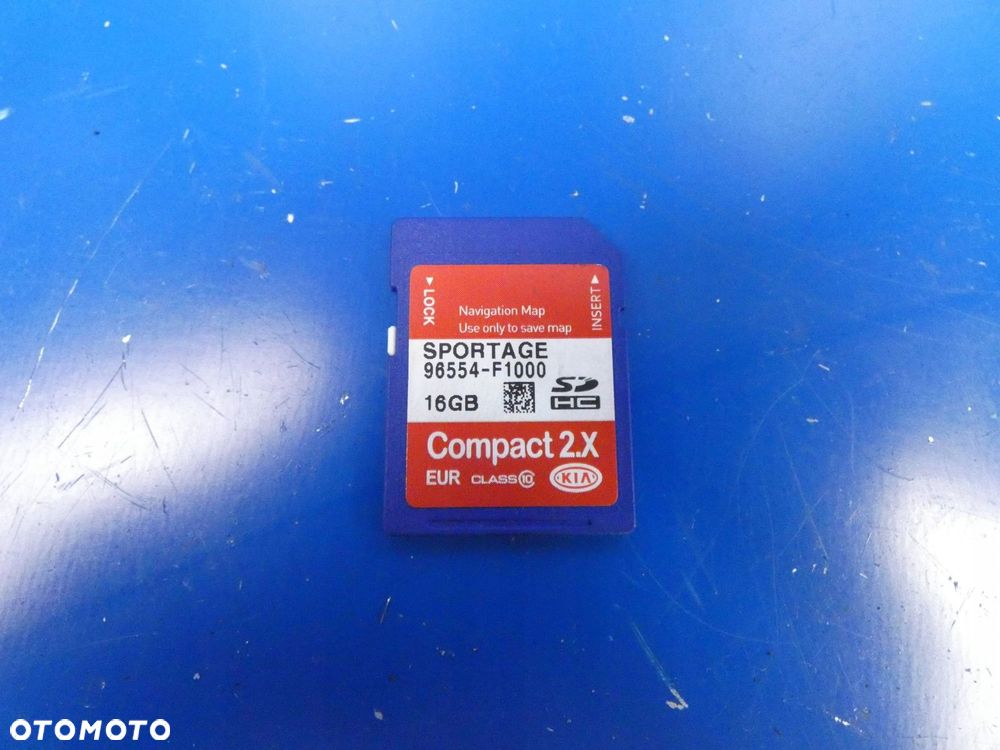 LOCK
Navigation Map
Use only to save map
INSERT
SPORTAGE
96554-F1000
16GB
SD
HC
Compact 2.X
EUR CLASS 10 KIA
OTOMOTO